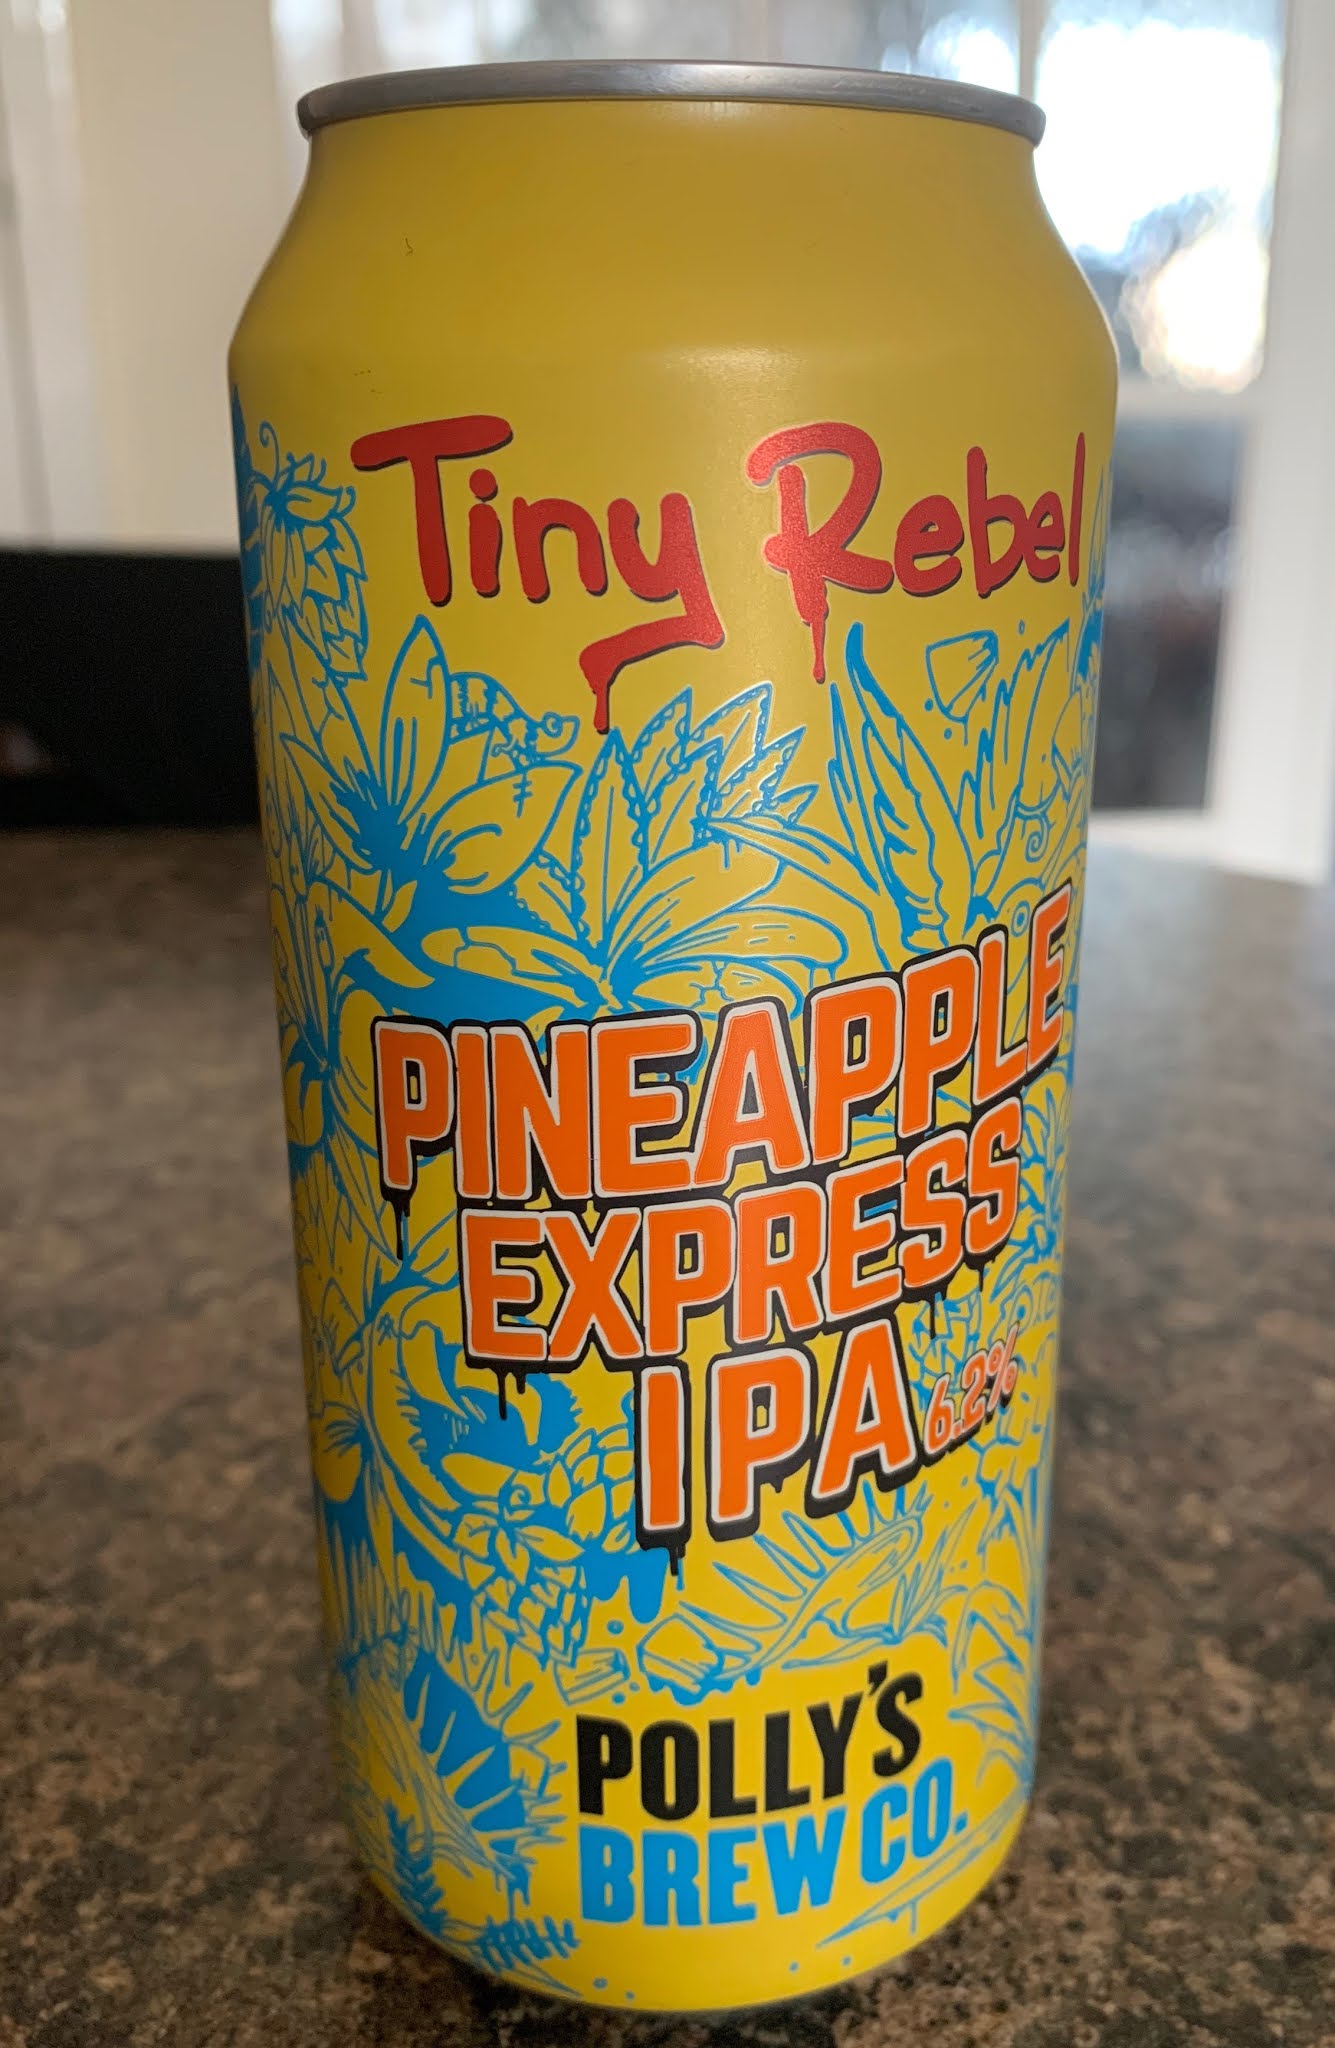 Tiny Rebel
PINEAPPLE
EXPRESS
IPA 6.2%
POLLY'S
BREW CO.